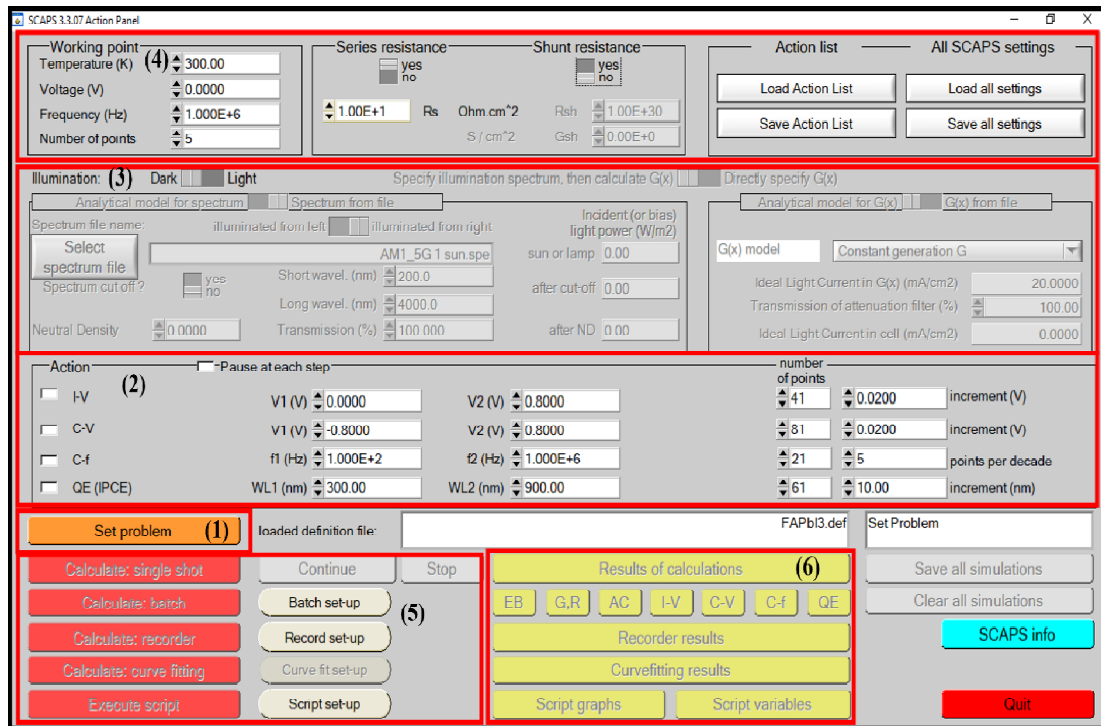 SCAPS 3.3.07 Action Panel
Working point
Temperature (K) (4) 300.00
Voltage (V) 0.0000
Frequency (Hz) 1.000E+6
Number of points 5
Series resistance
yes
no
Shunt resistance
yes
no
1.00E+1 Rs Ohm.cm^2 Rsh 1.00E+30
S / cm^2 Gsh 0.00E+0
Action list
All SCAPS settings
Load Action List
Load all settings
Save Action List
Save all settings
Illumination: (3) Dark Light
Specify illumination spectrum, then calculate G(x)
Directly specify G(x)
Analytical model for spectrum
Spectrum from file
Spectrum file name:
illuminated from left
illuminated from right
Incident (or bias)
light power (W/m2)
Select
spectrum file
AM1_5G 1 sun.spe
sun or lamp 0.00
Spectrum cut off ?
yes
no
Short wavel. (nm) 200.0
after cut-off 0.00
Long wavel. (nm) 4000.0
Neutral Density 0.0000
Transmission (%) 100.000
after ND 0.00
Analytical model for G(x)
G(x) from file
G(x) model
Constant generation G
Ideal Light Current in G(x) (mA/cm2) 20.0000
Transmission of attenuation filter (%) 100.00
Ideal Light Current in cell (mA/cm2) 0.0000
Action
(2)
Pause at each step
number
of points
I-V V1 (V) 0.0000 V2 (V) 0.8000 41 0.0200 increment (V)
C-V V1 (V) -0.8000 V2 (V) 0.8000 81 0.0200 increment (V)
C-f f1 (Hz) 1.000E+2 f2 (Hz) 1.000E+6 21 5 points per decade
QE (IPCE) WL1 (nm) 300.00 WL2 (nm) 900.00 61 10.00 increment (nm)
Set problem (1)
loaded definition file:
FAPbI3.def
Set Problem
Calculate: single shot
Continue
Stop
Results of calculations (6)
Save all simulations
Calculate: batch
Batch set-up
(5)
EB G,R AC I-V C-V C-f QE
Clear all simulations
Calculate: recorder
Record set-up
Recorder results
SCAPS info
Calculate: curve fitting
Curve fit set-up
Curvefitting results
Execute script
Script set-up
Script graphs
Script variables
Quit